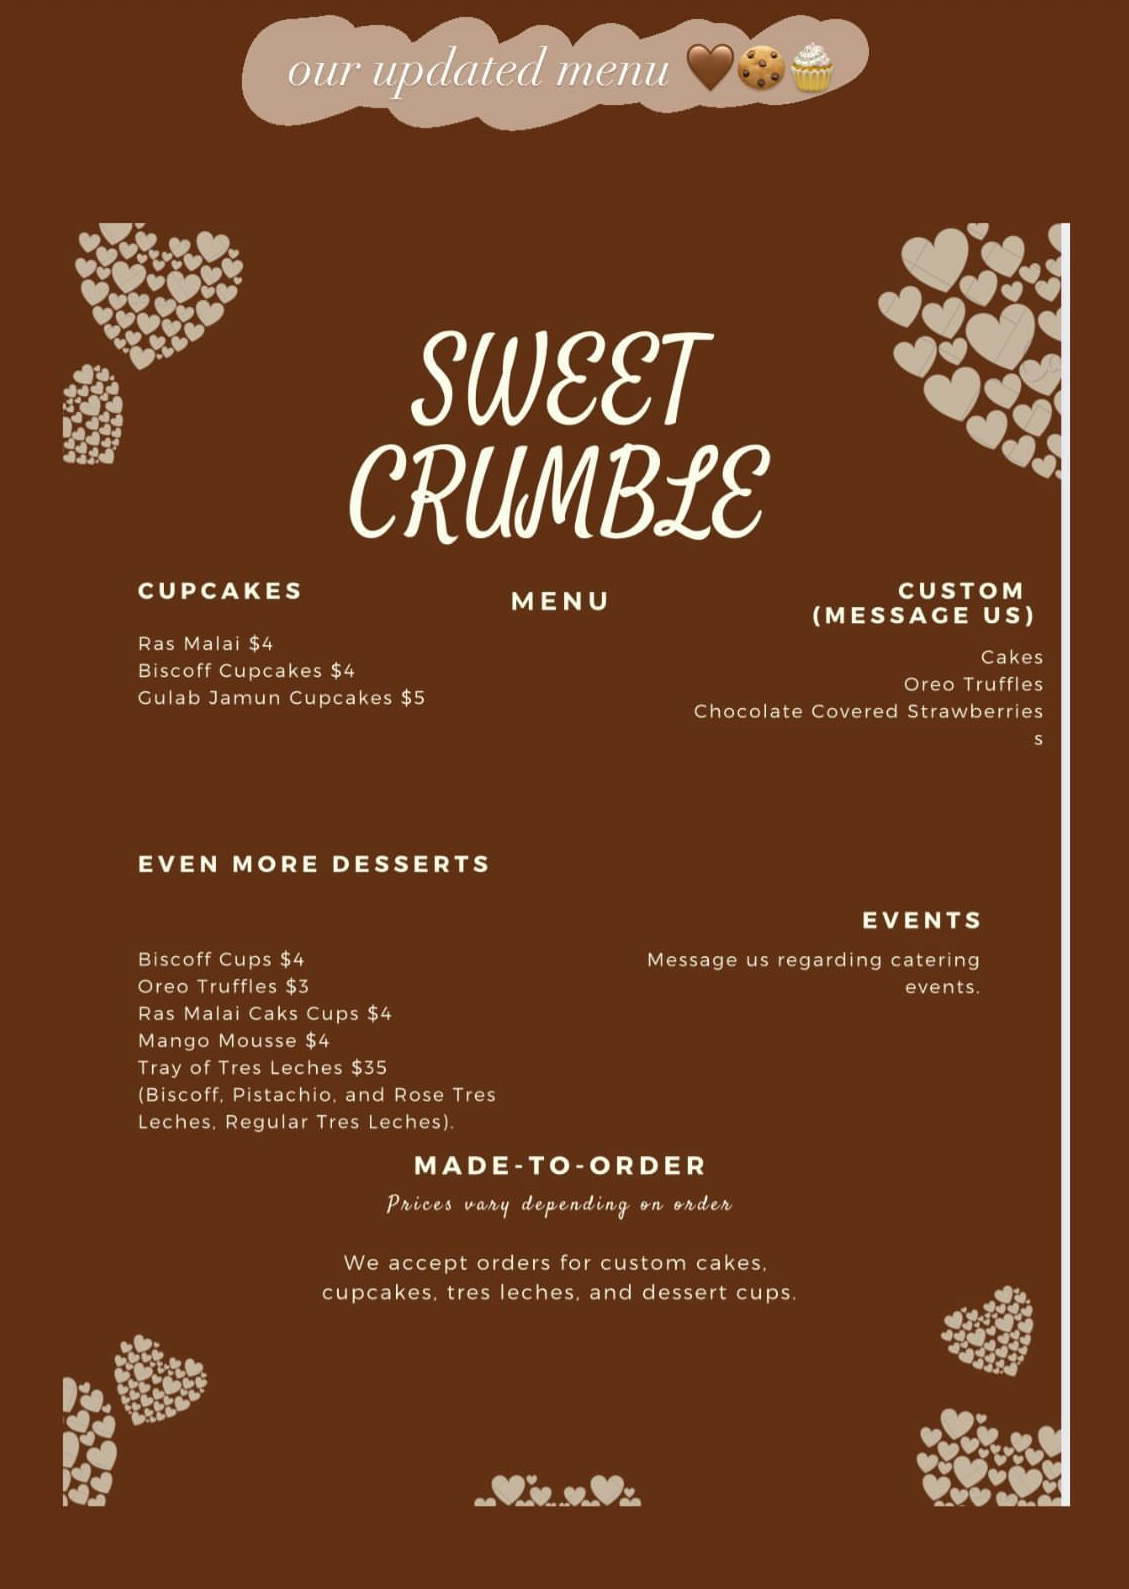 our updated menu 🤎🍪🧁
SWEET
CRUMBLE
MENU
CUPCAKES
Ras Malai $4
Biscoff Cupcakes $4
Gulab Jamun Cupcakes $5
CUSTOM
(MESSAGE US)
Cakes
Oreo Truffles
Chocolate Covered Strawberries
s
EVEN MORE DESSERTS
Biscoff Cups $4
Oreo Truffles $3
Ras Malai Caks Cups $4
Mango Mousse $4
Tray of Tres Leches $35
(Biscoff, Pistachio, and Rose Tres
Leches, Regular Tres Leches).
EVENTS
Message us regarding catering
events.
MADE-TO-ORDER
Prices vary depending on order
We accept orders for custom cakes,
cupcakes, tres leches, and dessert cups.